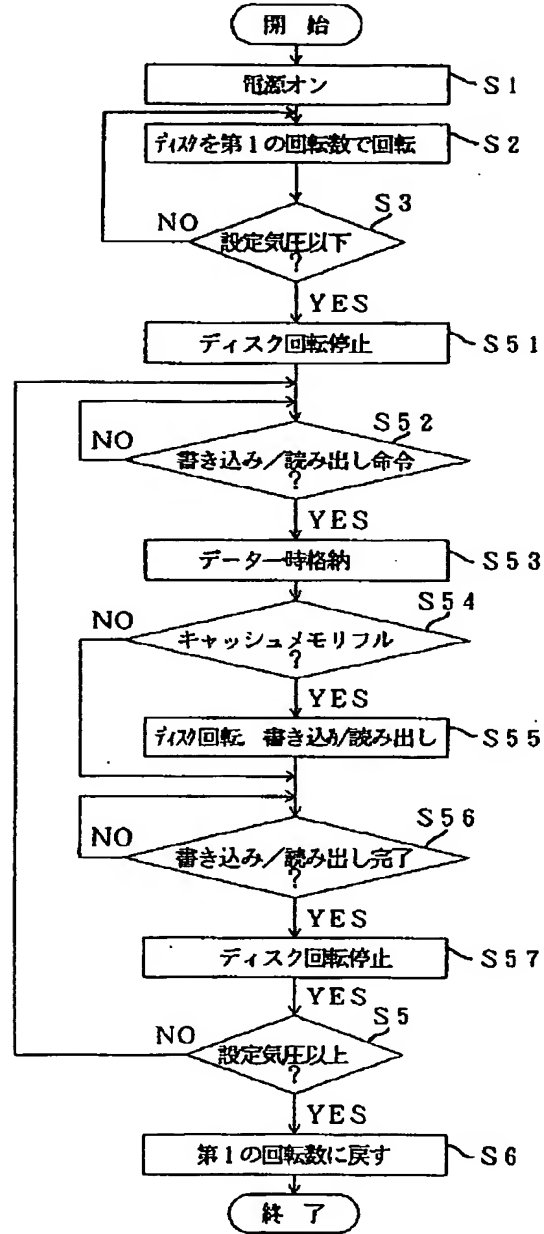 開 始
電源オン
S1
ディスクを第1の回転数で回転
S2
S3
NO
設定気圧以下
?
YES
ディスク回転停止
S51
S52
NO
書き込み/読み出し命令
?
YES
データ一時格納
S53
S54
NO
キャッシュメモリフル
?
YES
ディスク回転、書き込み/読み出し
S55
S56
NO
書き込み/読み出し完了
?
YES
ディスク回転停止
S57
YES
S5
NO
設定気圧以上
?
YES
第1の回転数に戻す
S6
終 了